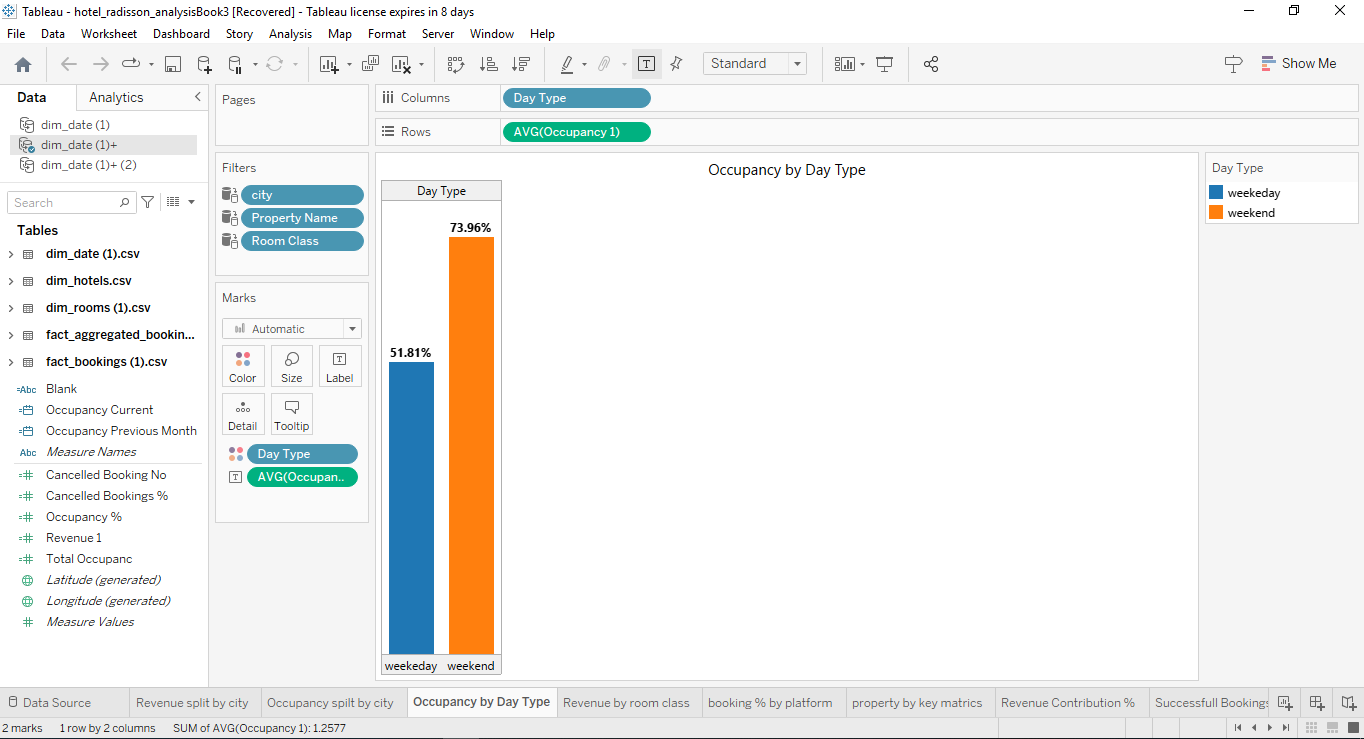 Tableau - hotel_radisson_analysisBook3 [Recovered] - Tableau license expires in 8 days
File Data Worksheet Dashboard Story Analysis Map Format Server Window Help
Standard
Show Me
Data Analytics
dim_date (1)
dim_date (1)+
dim_date (1)+ (2)
Search
Tables
dim_date (1).csv
dim_hotels.csv
dim_rooms (1).csv
fact_aggregated_bookin...
fact_bookings (1).csv
=Abc Blank
Occupancy Current
Occupancy Previous Month
Abc Measure Names
Cancelled Booking No
Cancelled Bookings %
Occupancy %
Revenue 1
Total Occupanc
Latitude (generated)
Longitude (generated)
Measure Values
Pages
Filters
city
Property Name
Room Class
Marks
Automatic
Color Size Label
Detail Tooltip
Day Type
AVG(Occupan..
Columns Day Type
Rows AVG(Occupancy 1)
Occupancy by Day Type
Day Type
73.96%
51.81%
weekeday weekend
Day Type
weekeday
weekend
Data Source Revenue split by city Occupancy spilt by city Occupancy by Day Type Revenue by room class booking % by platform property by key matrics Revenue Contribution % Successfull Bookings
2 marks 1 row by 2 columns SUM of AVG(Occupancy 1): 1.2577